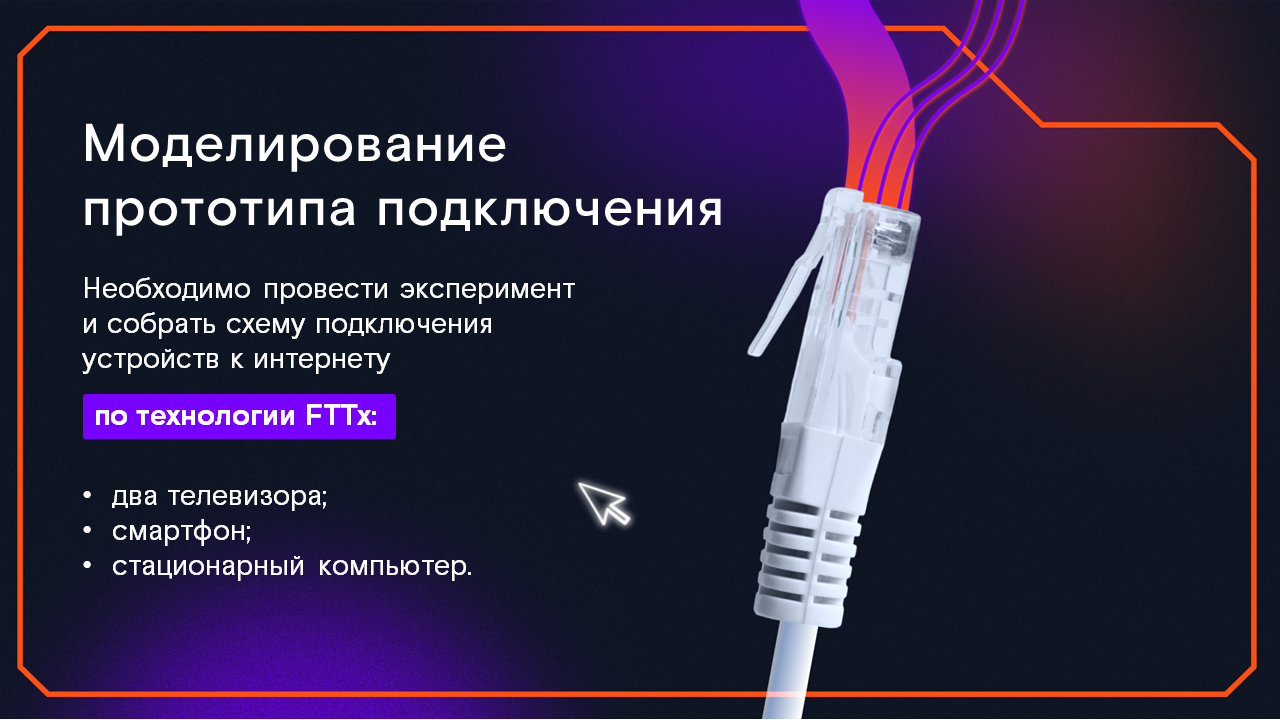 Моделирование
прототипа подключения
Необходимо провести эксперимент
и собрать схему подключения
устройств к интернету
по технологии FTTx:
• два телевизора;
• смартфон;
• стационарный компьютер.